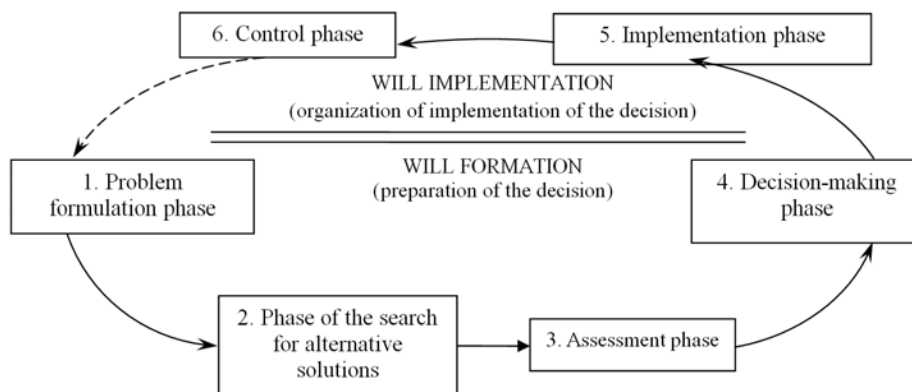 6. Control phase
5. Implementation phase
WILL IMPLEMENTATION
(organization of implementation of the decision)
WILL FORMATION
(preparation of the decision)
1. Problem
formulation phase
4. Decision-making
phase
2. Phase of the search
for alternative
solutions
3. Assessment phase